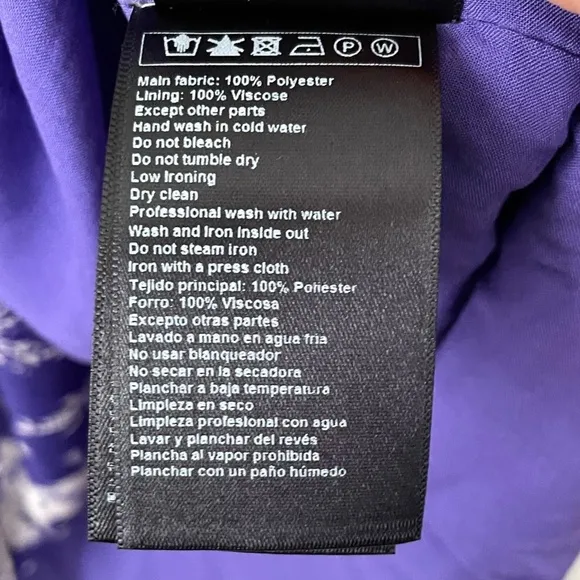 P W
Main fabric: 100% Polyester
Lining: 100% Viscose
Except other parts
Hand wash in cold water
Do not bleach
Do not tumble dry
Low Ironing
Dry clean
Professional wash with water
Wash and Iron inside out
Do not steam iron
Iron with a press cloth
Tejido principal: 100% Poliester
Forro: 100% Viscosa
Excepto otras partes
Lavado a mano en agua fria
No usar blanqueador
No secar en la secadora
Planchar a baja temperatura
Limpieza en seco
Limpieza profesional con agua
Lavar y planchar del revés
Plancha al vapor prohibida
Planchar con un paño húmedo